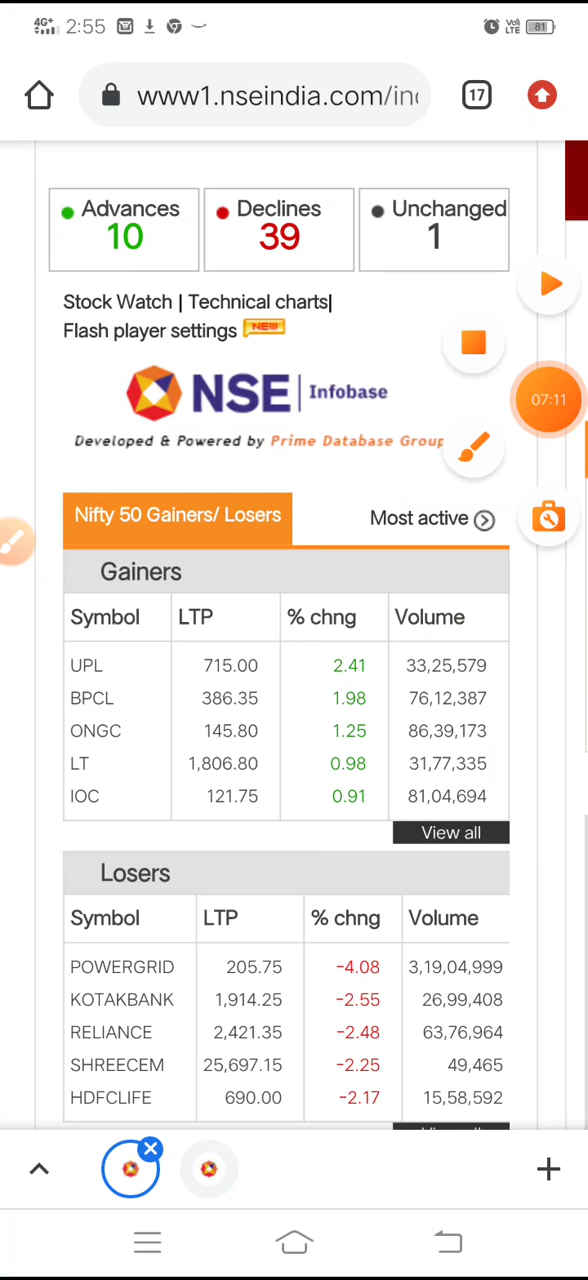 4G+ 2:55 Vol LTE 81
www1.nseindia.com/in 17
Advances Declines Unchanged
10 39 1
Stock Watch | Technical charts|
Flash player settings NEW
NSE | Infobase
Developed & Powered by Prime Database Group
07:11
Nifty 50 Gainers/ Losers Most active
Gainers
Symbol LTP % chng Volume
UPL 715.00 2.41 33,25,579
BPCL 386.35 1.98 76,12,387
ONGC 145.80 1.25 86,39,173
LT 1,806.80 0.98 31,77,335
IOC 121.75 0.91 81,04,694
View all
Losers
Symbol LTP % chng Volume
POWERGRID 205.75 -4.08 3,19,04,999
KOTAKBANK 1,914.25 -2.55 26,99,408
RELIANCE 2,421.35 -2.48 63,76,964
SHREECEM 25,697.15 -2.25 49,465
HDFCLIFE 690.00 -2.17 15,58,592